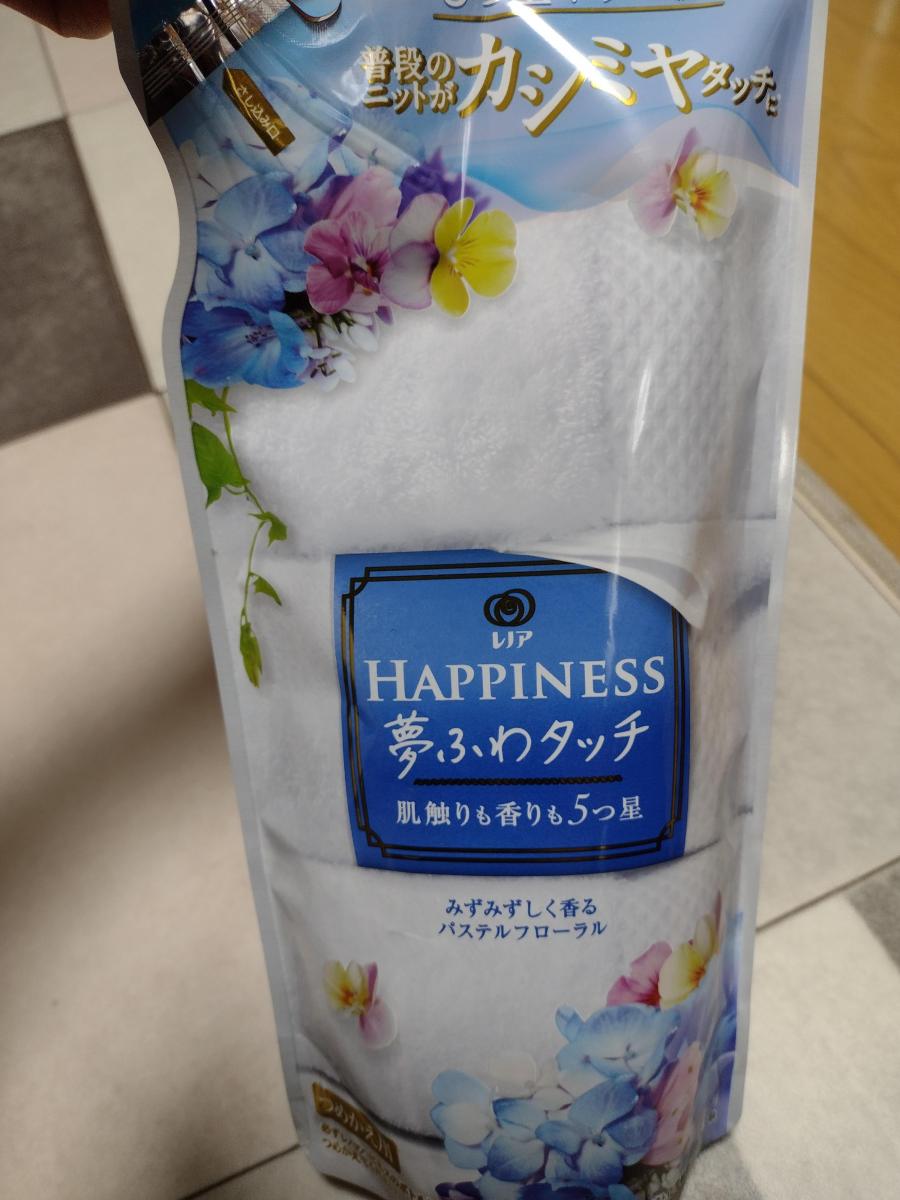 普段の
ニットが
カシミヤタッチに
さし込み口
レノア
HAPPINESS
夢ふわタッチ
肌触りも香りも5つ星
みずみずしく香る
パステルフローラル
つめかえ用